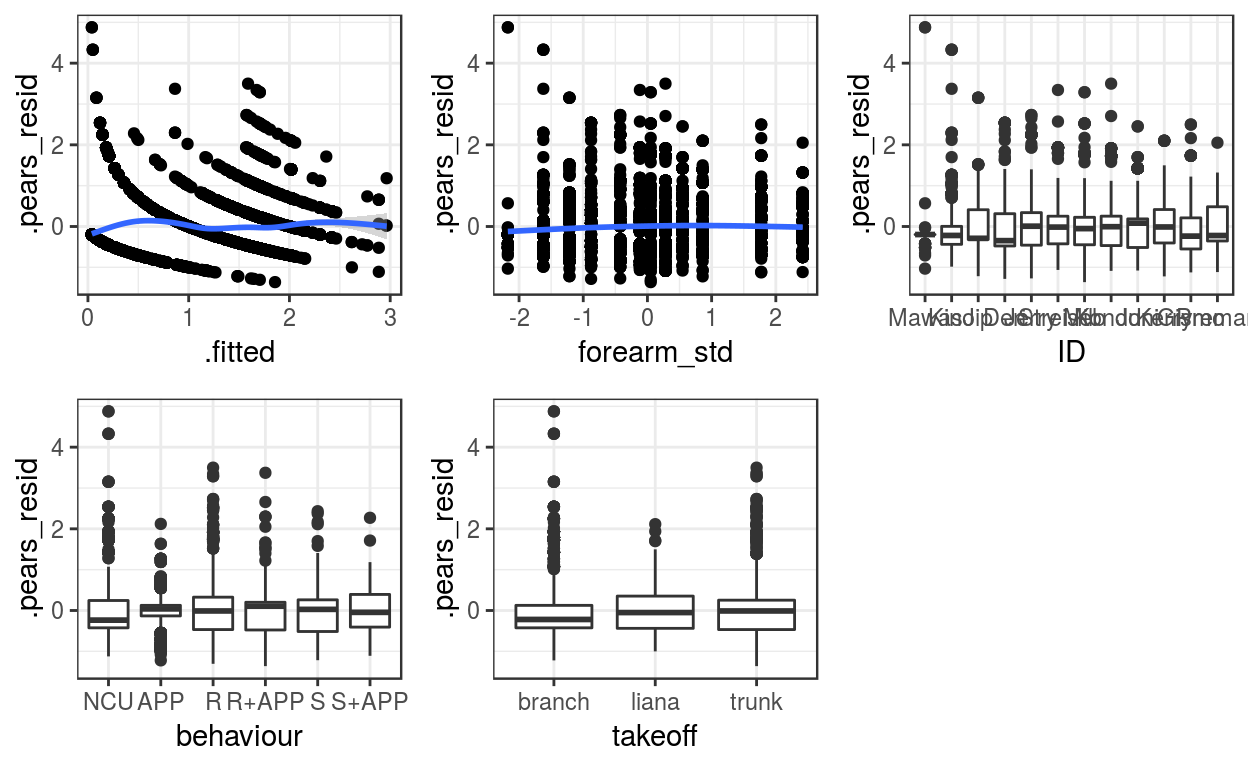 .pears_resid
4
2
0
0 1 2 3
.fitted
.pears_resid
4
2
0
-2 -1 0 1 2
forearm_std
.pears_resid
4
2
0
ID
.pears_resid
4
2
0
NCU APP R R+APP S S+APP
behaviour
.pears_resid
4
2
0
branch liana trunk
takeoff